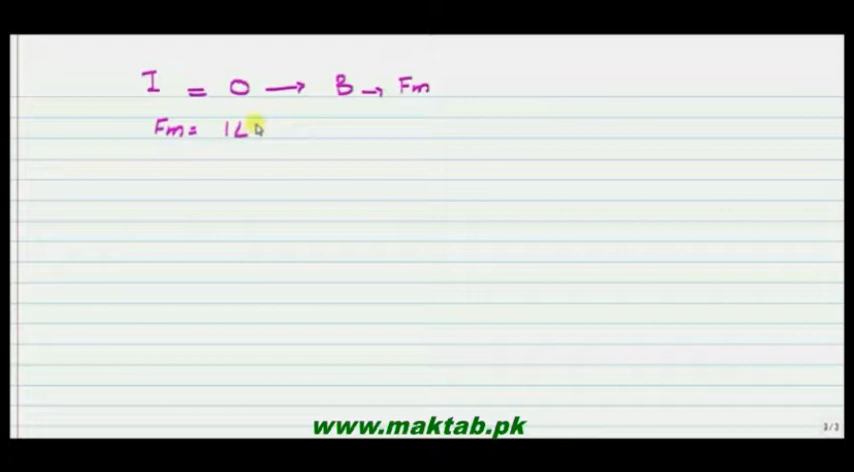 I = 0 → B → Fm
Fm = IL
www.maktab.pk
3/3